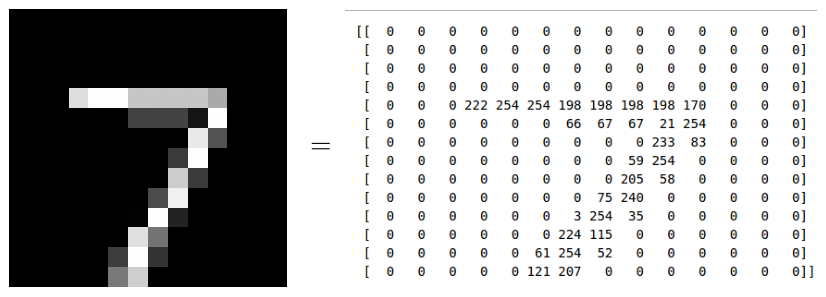 7 =
[[ 0 0 0 0 0 0 0 0 0 0 0 0 0 0]
[ 0 0 0 0 0 0 0 0 0 0 0 0 0 0]
[ 0 0 0 0 0 0 0 0 0 0 0 0 0 0]
[ 0 0 0 0 0 0 0 0 0 0 0 0 0 0]
[ 0 0 0 222 254 254 198 198 198 198 170 0 0 0]
[ 0 0 0 0 0 0 66 67 67 21 254 0 0 0]
[ 0 0 0 0 0 0 0 0 0 233 83 0 0 0]
[ 0 0 0 0 0 0 0 0 59 254 0 0 0 0]
[ 0 0 0 0 0 0 0 0 205 58 0 0 0 0]
[ 0 0 0 0 0 0 0 75 240 0 0 0 0 0]
[ 0 0 0 0 0 0 3 254 35 0 0 0 0 0]
[ 0 0 0 0 0 0 224 115 0 0 0 0 0 0]
[ 0 0 0 0 0 61 254 52 0 0 0 0 0 0]
[ 0 0 0 0 0 121 207 0 0 0 0 0 0 0]]